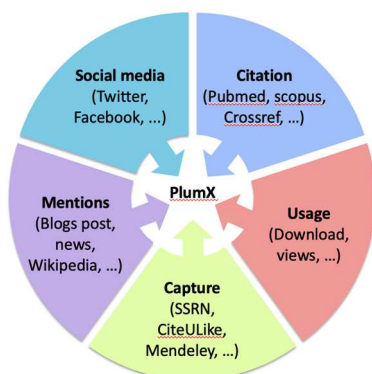 Social media
(Twitter,
Facebook, ...)
Citation
(Pubmed, scopus,
Crossref, ...)
Mentions
(Blogs post,
news,
Wikipedia, ...)
PlumX
Usage
(Download,
views, ...)
Capture
(SSRN,
CiteULike,
Mendeley, ...)